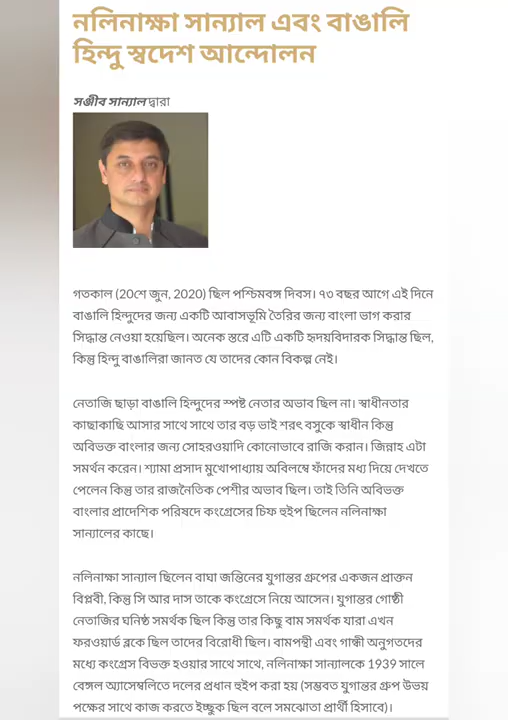 নলিনাক্ষা সান্যাল এবং বাঙালি
হিন্দু স্বদেশ আন্দোলন
সঞ্জীব সান্যাল দ্বারা
গতকাল (20শে জুন, 2020) ছিল পশ্চিমবঙ্গ দিবস। ৭৩ বছর আগে এই দিনে
বাঙালি হিন্দুদের জন্য একটি আবাসভূমি তৈরির জন্য বাংলা ভাগ করার
সিদ্ধান্ত নেওয়া হয়েছিল। অনেক স্তরে এটি একটি হৃদয়বিদারক সিদ্ধান্ত ছিল,
কিন্তু হিন্দু বাঙালিরা জানত যে তাদের কোন বিকল্প নেই।
নেতাজি ছাড়া বাঙালি হিন্দুদের স্পষ্ট নেতার অভাব ছিল না। স্বাধীনতার
কাছাকাছি আসার সাথে সাথে তার বড় ভাই শরৎ বসুকে স্বাধীন কিন্তু
অবিভক্ত বাংলার জন্য সোহরওয়াদি কোনোভাবে রাজি করান। জিন্নাহ এটা
সমর্থন করেন। শ্যামা প্রসাদ মুখোপাধ্যায় অবিলম্বে ফাঁদের মধ্য দিয়ে দেখতে
পেলেন কিন্তু তার রাজনৈতিক পেশীর অভাব ছিল। তাই তিনি অবিভক্ত
বাংলার প্রাদেশিক পরিষদে কংগ্রেসের চিফ হুইপ ছিলেন নলিনাক্ষা
সান্যালের কাছে।
নলিনাক্ষা সান্যাল ছিলেন বাঘা জন্তিনের যুগান্তর গ্রুপের একজন প্রাক্তন
বিপ্লবী, কিন্তু সি আর দাস তাকে কংগ্রেসে নিয়ে আসেন। যুগান্তর গোষ্ঠী
নেতাজির ঘনিষ্ঠ সমর্থক ছিল কিন্তু তার কিছু বাম সমর্থক যারা এখন
ফরওয়ার্ড ব্লকে ছিল তাদের বিরোধী ছিল। বামপন্থী এবং গান্ধী অনুগতদের
মধ্যে কংগ্রেস বিভক্ত হওয়ার সাথে সাথে, নলিনাক্ষা সান্যালকে 1939 সালে
বেঙ্গল অ্যাসেম্বলিতে দলের প্রধান হুইপ করা হয় (সম্ভবত যুগান্তর গ্রুপ উভয়
পক্ষের সাথে কাজ করতে ইচ্ছুক ছিল বলে সমঝোতা প্রার্থী হিসাবে)।